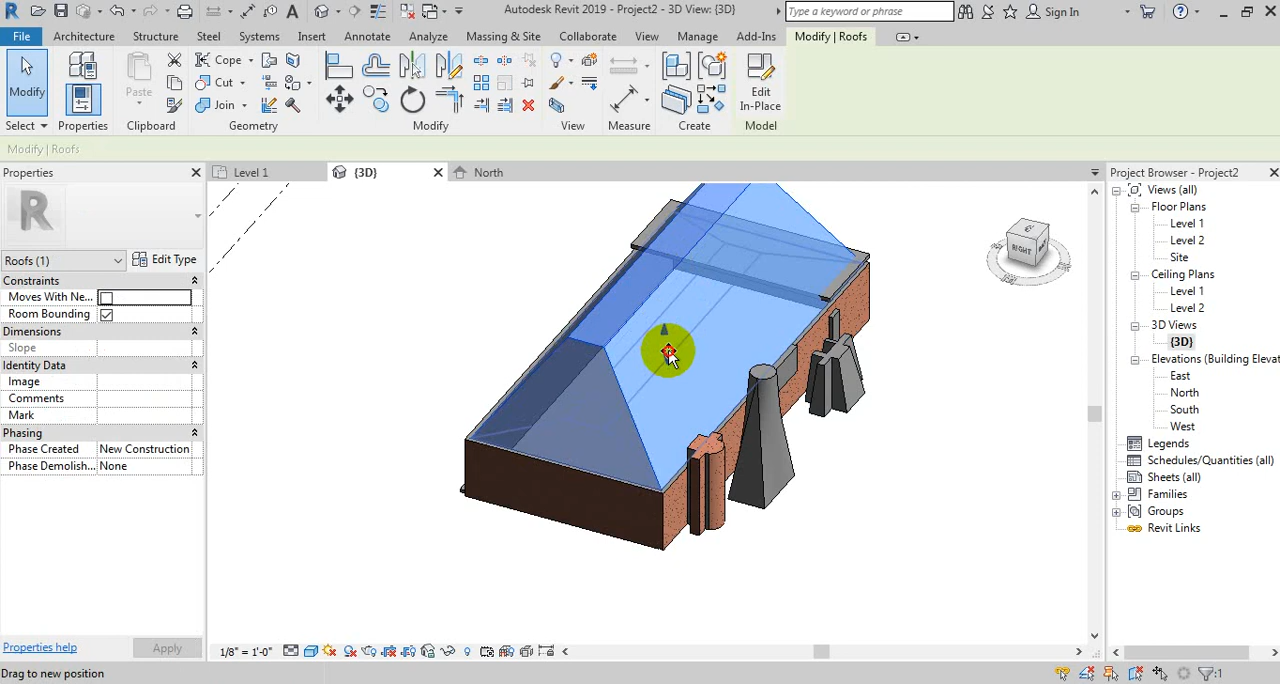 Autodesk Revit 2019 - Project2 - 3D View: {3D}
Type a keyword or phrase
Sign In
File Architecture Structure Steel Systems Insert Annotate Analyze Massing & Site Collaborate View Manage Add-Ins Modify | Roofs
Modify
Paste
Cope
Cut
Join
Edit
In-Place
Select Properties Clipboard Geometry Modify View Measure Create Model
Modify | Roofs
Properties
Level 1
{3D}
North
R
Roofs (1)
Edit Type
Constraints
Moves With Ne...
Room Bounding
Dimensions
Slope
Identity Data
Image
Comments
Mark
Phasing
Phase Created New Construction
Phase Demolish... None
Properties help
Apply
RIGHT
Project Browser - Project2
Views (all)
Floor Plans
Level 1
Level 2
Site
Ceiling Plans
Level 1
Level 2
3D Views
{3D}
Elevations (Building Elevat
East
North
South
West
Legends
Schedules/Quantities (all)
Sheets (all)
Families
Groups
Revit Links
1/8" = 1'-0"
Drag to new position
:1